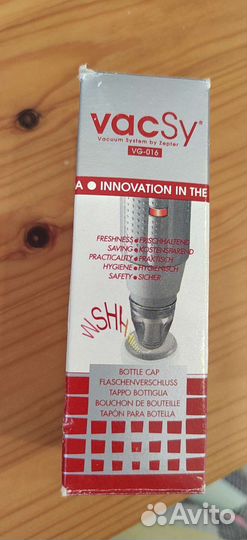 vacSy®
Vacuum System by Zepter
VG-016
A ● INNOVATION IN THE
FRESHNESS ● FRISCHHALTEND
SAVING ● KOSTENSPAREND
PRACTICALITY ● PRAKTISCH
HYGIENE ● HYGIENISCH
SAFETY ● SICHER
WSHH
BOTTLE CAP
FLASCHENVERSCHLUSS
TAPPO BOTTIGLIA
BOUCHON DE BOUTEILLE
TAPÓN PARA BOTELLA
Avito